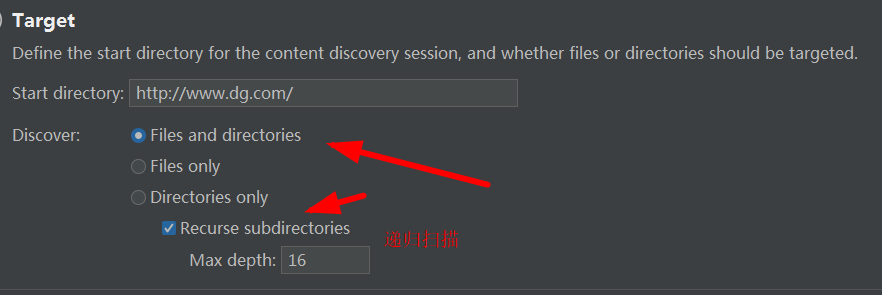 Target
Define the start directory for the content discovery session, and whether files or directories should be targeted.
Start directory: http://www.dg.com/
Discover: Files and directories
Files only
Directories only
Recurse subdirectories
递归扫描
Max depth: 16